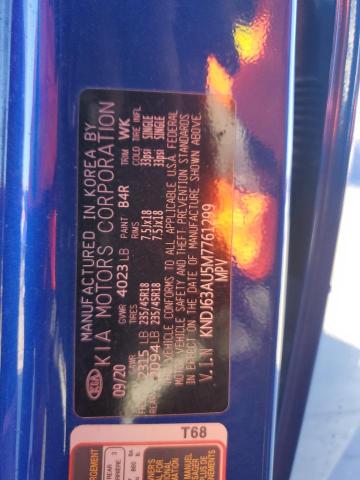 MANUFACTURED IN KOREA BY
KIA MOTORS CORPORATION
KIA
09/20 GVWR 4023 LB PAINT B4R TRIM WK
GAWR TIRES RIMS COLD TIRE INFL
2315 LB 235/45R18 7.5JX18 33psi SINGLE
2094 LB 235/45R18 7.5JX18 33psi SINGLE
THIS VEHICLE CONFORMS TO ALL APPLICABLE U.S.A FEDERAL
MOTOR VEHICLE SAFETY AND THEFT PREVENTION STANDARDS
IN EFFECT ON THE DATE OF MANUFACTURE SHOWN ABOVE.
V.I.N KNDJ63AU5M7761299
MPV
T68